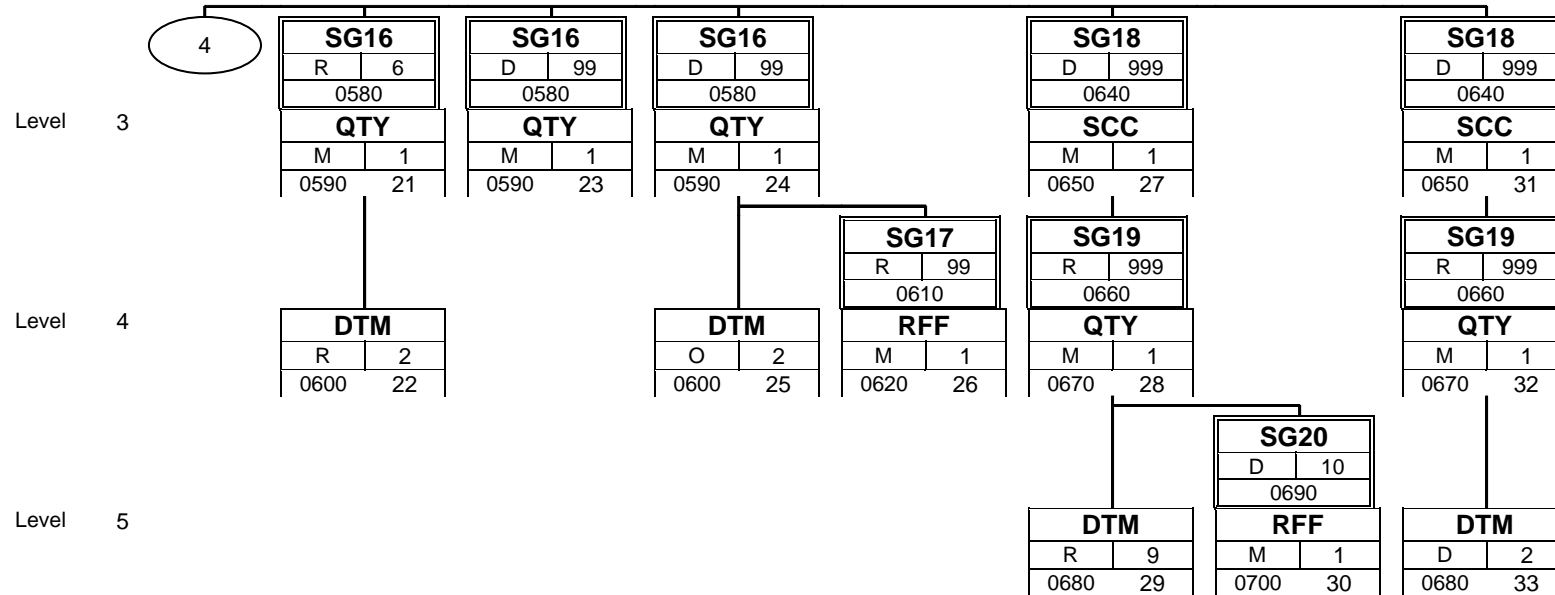 4 SG16 SG16 SG16 SG18 SG18
R 6 D 99 D 99 D 999 D 999
0580 0580 0580 0640 0640
Level 3 QTY QTY QTY SCC SCC
M 1 M 1 M 1 M 1 M 1
0590 21 0590 23 0590 24 0650 27 0650 31
SG17 SG19 SG19
R 99 R 999 R 999
0610 0660 0660
Level 4 DTM DTM RFF QTY QTY
R 2 O 2 M 1 M 1 M 1
0600 22 0600 25 0620 26 0670 28 0670 32
SG20
D 10
0690
Level 5 DTM RFF DTM
R 9 M 1 D 2
0680 29 0700 30 0680 33